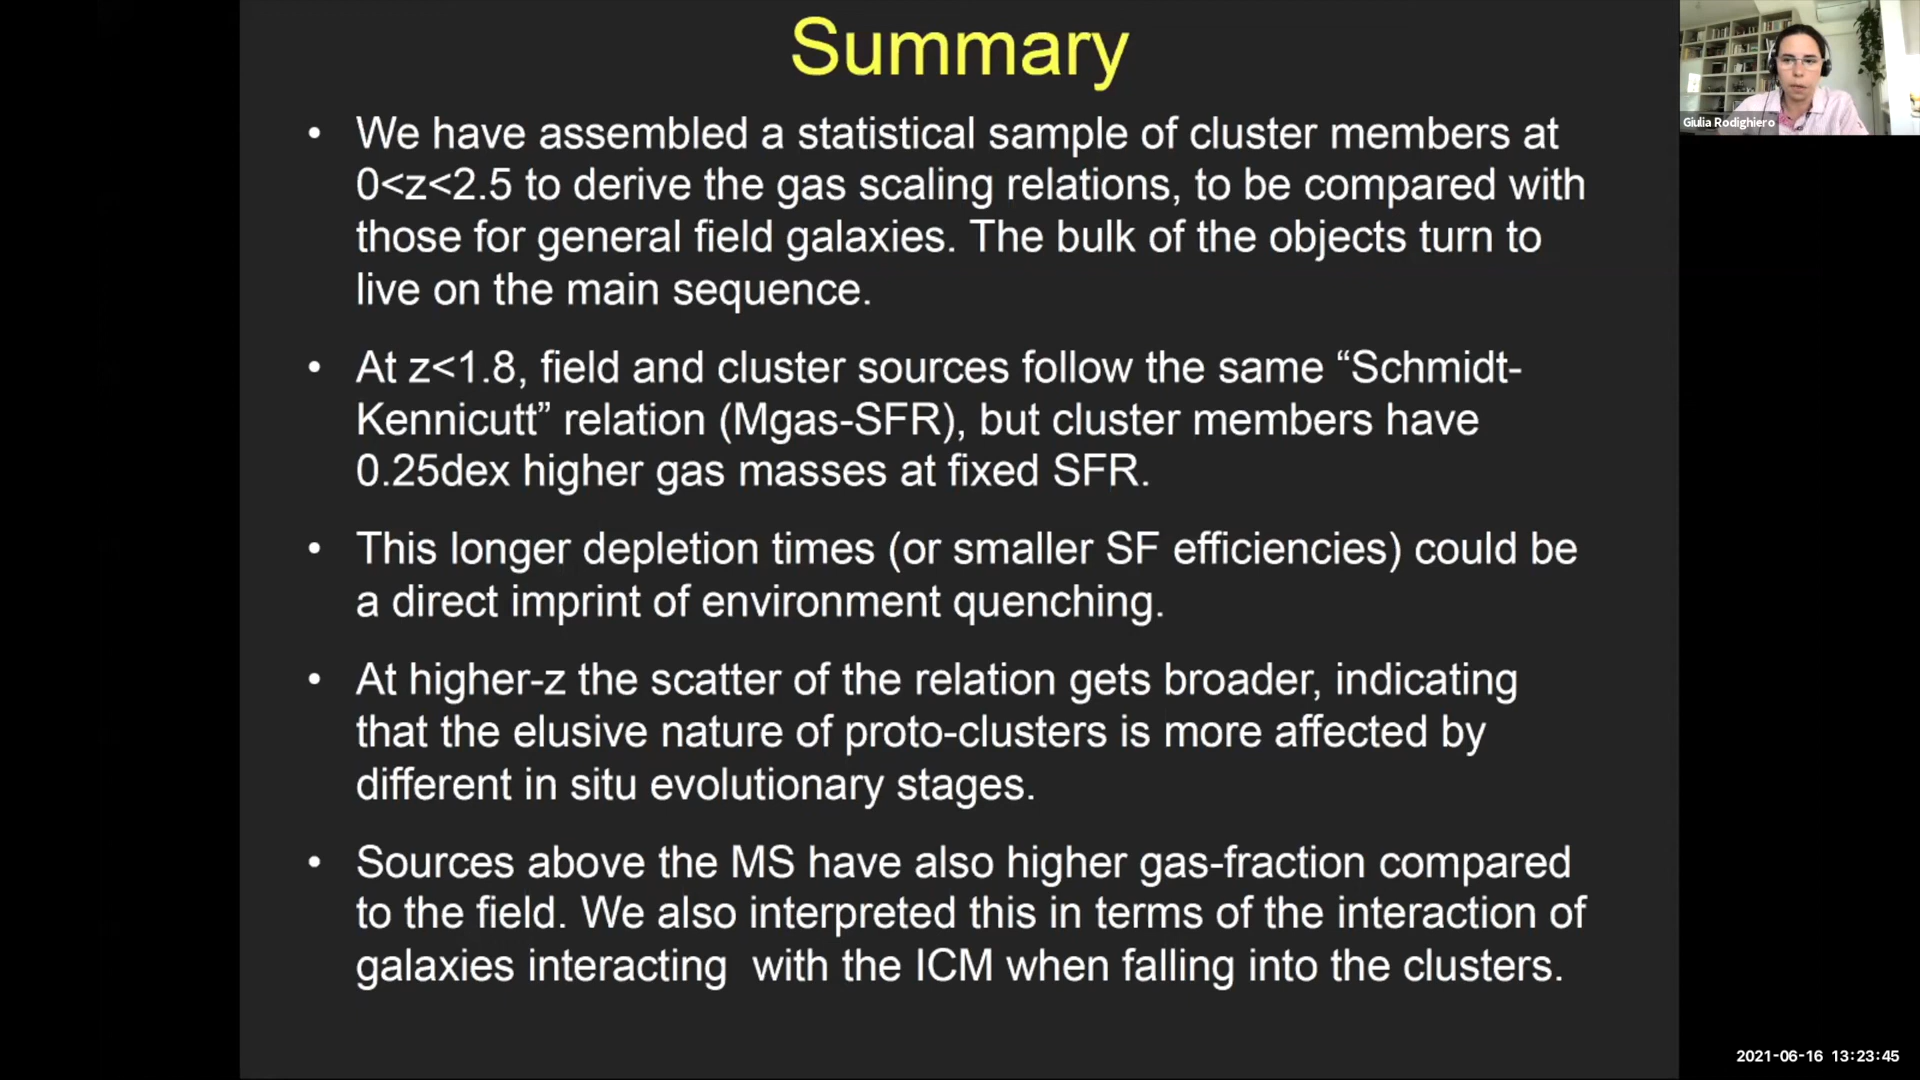 Summary
• We have assembled a statistical sample of cluster members at
0<z<2.5 to derive the gas scaling relations, to be compared with
those for general field galaxies. The bulk of the objects turn to
live on the main sequence.
• At z<1.8, field and cluster sources follow the same “Schmidt-
Kennicutt” relation (Mgas-SFR), but cluster members have
0.25dex higher gas masses at fixed SFR.
• This longer depletion times (or smaller SF efficiencies) could be
a direct imprint of environment quenching.
• At higher-z the scatter of the relation gets broader, indicating
that the elusive nature of proto-clusters is more affected by
different in situ evolutionary stages.
• Sources above the MS have also higher gas-fraction compared
to the field. We also interpreted this in terms of the interaction of
galaxies interacting  with the ICM when falling into the clusters.
Giulia Rodighiero
2021-06-16 13:23:45